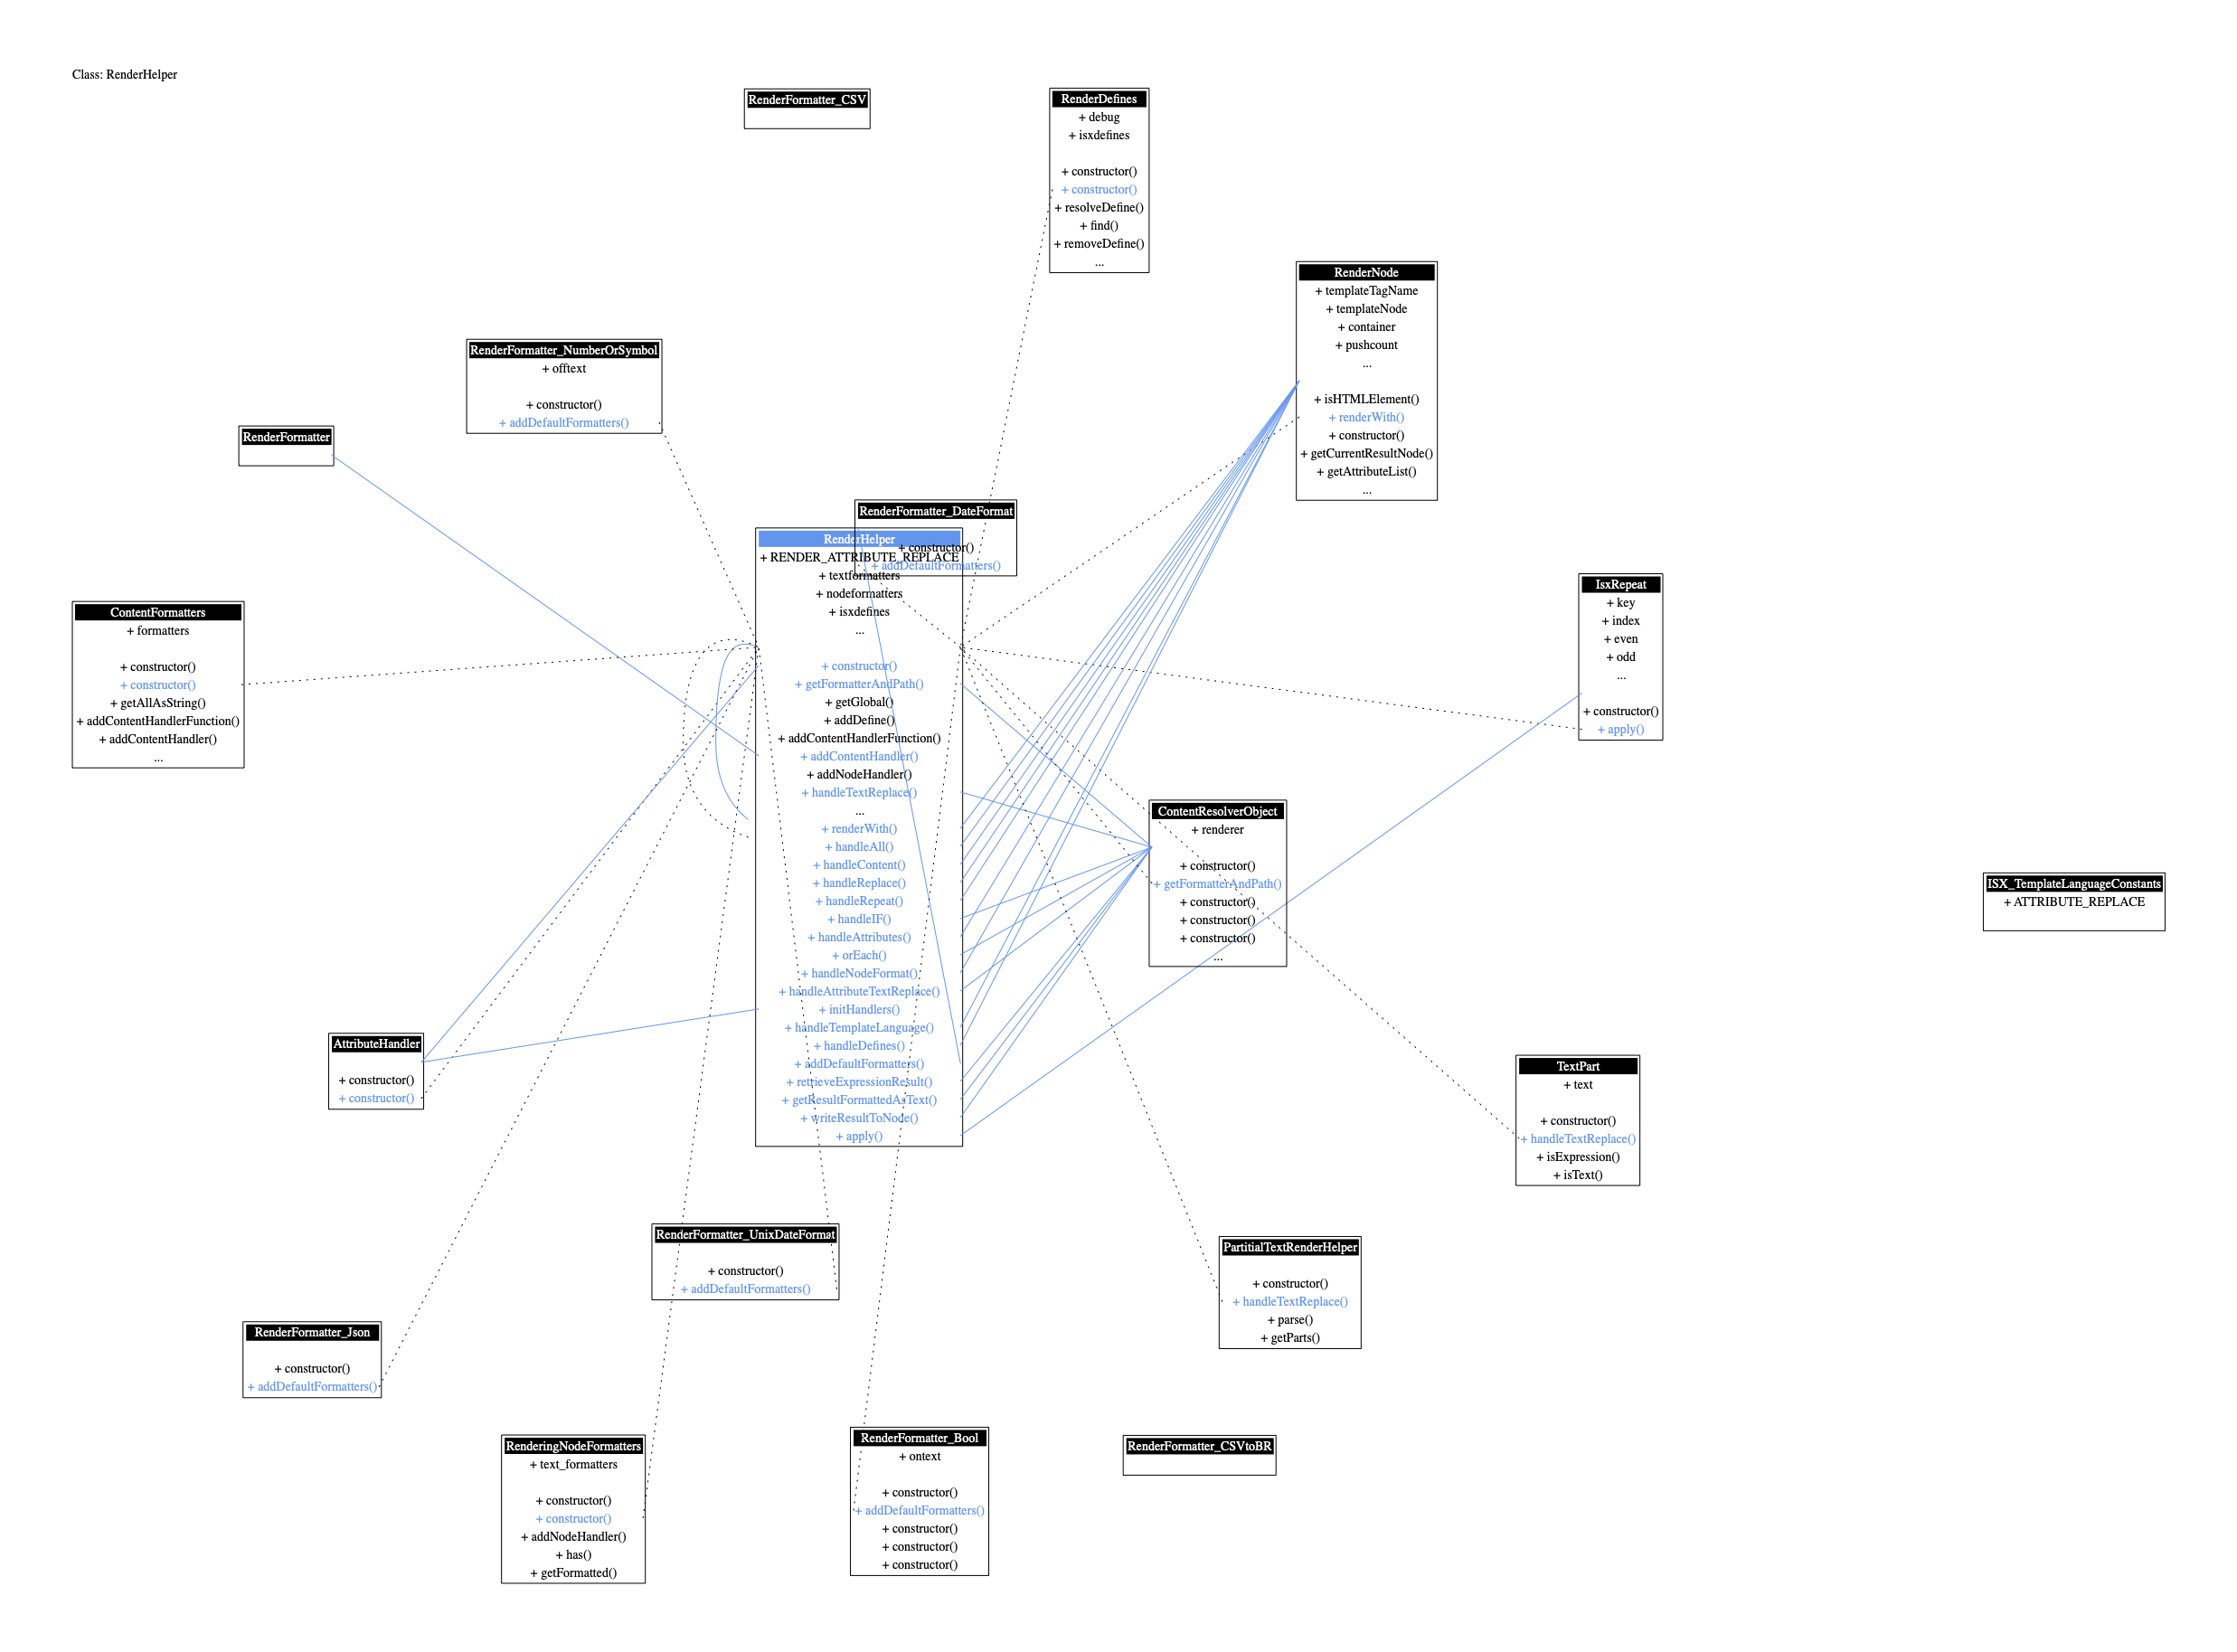 Class: RenderHelper
RenderFormatter_CSV
RenderDefines
+ debug
+ isxdefines
+ constructor()
+ constructor()
+ resolveDefine()
+ find()
+ removeDefine()
...
RenderNode
+ templateTagName
+ templateNode
+ container
+ pushcount
...
+ isHTMLElement()
+ renderWith()
+ constructor()
+ getCurrentResultNode()
+ getAttributeList()
...
RenderFormatter_NumberOrSymbol
+ offtext
+ constructor()
+ addDefaultFormatters()
RenderFormatter
RenderFormatter_DateFormat
+ constructor()
+ addDefaultFormatters()
RenderHelper
+ RENDER_ATTRIBUTE_REPLACE
+ textformatters
+ nodeformatters
+ isxdefines
...
+ constructor()
+ getFormatterAndPath()
+ getGlobal()
+ addDefine()
+ addContentHandlerFunction()
+ addContentHandler()
+ addNodeHandler()
+ handleTextReplace()
...
+ renderWith()
+ handleAll()
+ handleContent()
+ handleReplace()
+ handleRepeat()
+ handleIF()
+ handleAttributes()
+ orEach()
+ handleNodeFormat()
+ handleAttributeTextReplace()
+ initHandlers()
+ handleTemplateLanguage()
+ handleDefines()
+ addDefaultFormatters()
+ retrieveExpressionResult()
+ getResultFormattedAsText()
+ writeResultToNode()
+ apply()
IsxRepeat
+ key
+ index
+ even
+ odd
...
+ constructor()
+ apply()
ContentFormatters
+ formatters
+ constructor()
+ constructor()
+ getAllAsString()
+ addContentHandlerFunction()
+ addContentHandler()
...
ContentResolverObject
+ renderer
+ constructor()
+ getFormatterAndPath()
+ constructor()
+ constructor()
+ constructor()
...
ISX_TemplateLanguageConstants
+ ATTRIBUTE_REPLACE
AttributeHandler
+ constructor()
+ constructor()
TextPart
+ text
+ constructor()
+ handleTextReplace()
+ isExpression()
+ isText()
RenderFormatter_UnixDateFormat
+ constructor()
+ addDefaultFormatters()
PartitialTextRenderHelper
+ constructor()
+ handleTextReplace()
+ parse()
+ getParts()
RenderFormatter_Json
+ constructor()
+ addDefaultFormatters()
RenderingNodeFormatters
+ text_formatters
+ constructor()
+ constructor()
+ addNodeHandler()
+ has()
+ getFormatted()
RenderFormatter_Bool
+ ontext
+ constructor()
+ addDefaultFormatters()
+ constructor()
+ constructor()
+ constructor()
RenderFormatter_CSVtoBR